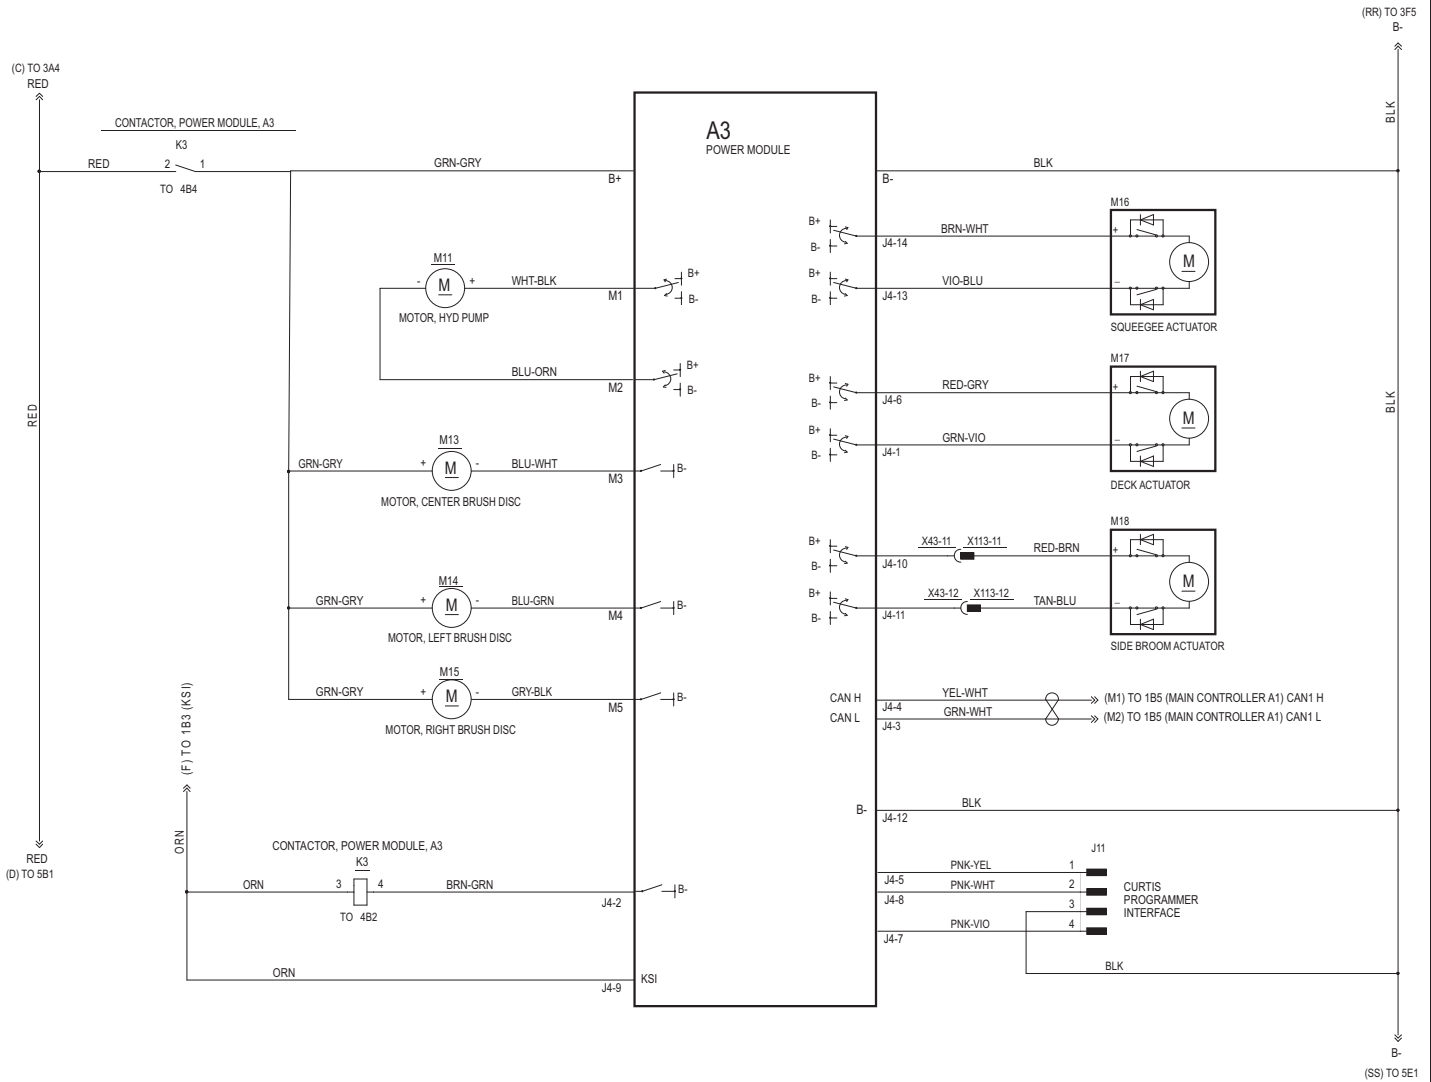 (RR) TO 3F5
B-
(C) TO 3A4
RED
CONTACTOR, POWER MODULE, A3
K3
RED 2 1
TO 4B4
GRN-GRY
B+
A3
POWER MODULE
BLK
B-
BLK
M16
B+
B-
BRN-WHT
J4-14
+
M
B+
B-
VIO-BLU
J4-13
–
SQUEEGEE ACTUATOR
M11
- M +
WHT-BLK
M1
B+
B-
MOTOR, HYD PUMP
BLU-ORN
M2
B+
B-
M17
B+
B-
RED-GRY
J4-6
+
M
B+
B-
GRN-VIO
J4-1
–
DECK ACTUATOR
BLK
RED
M13
GRN-GRY + M - BLU-WHT
M3
B-
MOTOR, CENTER BRUSH DISC
M18
B+
B-
X43-11 X113-11
RED-BRN
J4-10
+
M
B+
B-
X43-12 X113-12
TAN-BLU
J4-11
–
SIDE BROOM ACTUATOR
M14
GRN-GRY + M - BLU-GRN
M4
B-
MOTOR, LEFT BRUSH DISC
M15
GRN-GRY + M - GRY-BLK
M5
B-
MOTOR, RIGHT BRUSH DISC
CAN H
YEL-WHT
J4-4
(M1) TO 1B5 (MAIN CONTROLLER A1) CAN1 H
CAN L
GRN-WHT
J4-3
(M2) TO 1B5 (MAIN CONTROLLER A1) CAN1 L
(F) TO 1B3 (KSI)
ORN
B-
BLK
J4-12
RED
(D) TO 5B1
CONTACTOR, POWER MODULE, A3
K3
ORN 3 4 BRN-GRN
J4-2
B-
TO 4B2
J11
PNK-YEL 1
J4-5
PNK-WHT 2
J4-8
3
PNK-VIO 4
J4-7
CURTIS
PROGRAMMER
INTERFACE
BLK
ORN
J4-9
KSI
B-
(SS) TO 5E1